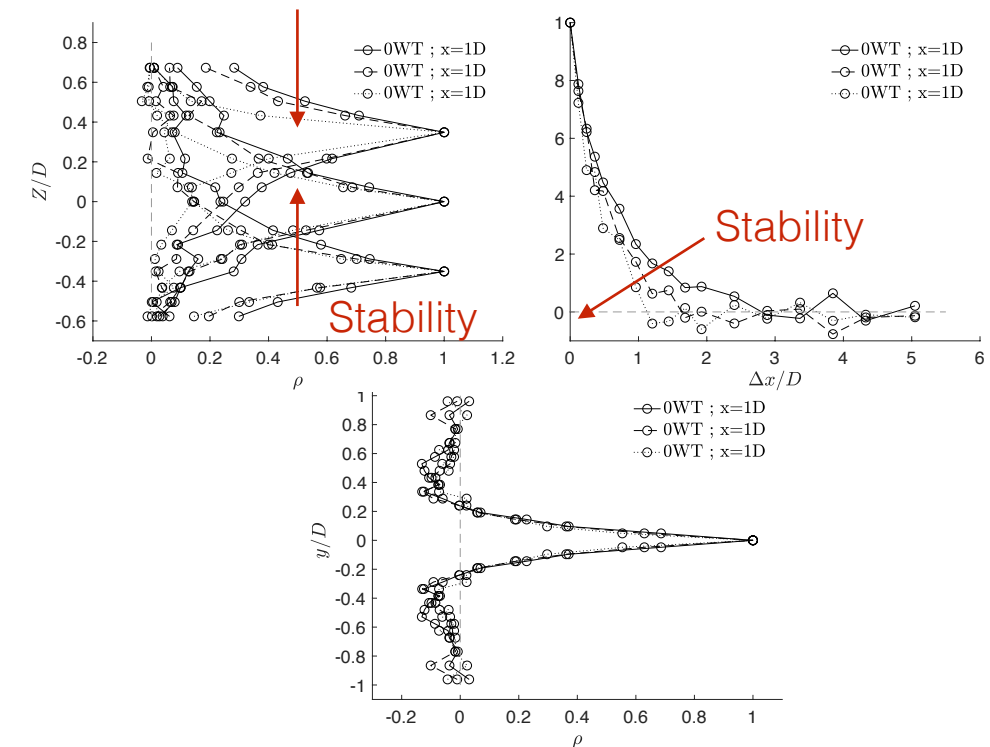 0.8
0.6
0.4
0.2
0
-0.2
-0.4
-0.6
Z/D
-0.2 0 0.2 0.4 0.6 0.8 1 1.2
ρ
0WT ; x=1D
0WT ; x=1D
0WT ; x=1D
Stability
1
8
6
4
2
0
0 1 2 3 4 5 6
Δx/D
0WT ; x=1D
0WT ; x=1D
0WT ; x=1D
Stability
1
0.8
0.6
0.4
0.2
0
-0.2
-0.4
-0.6
-0.8
-1
y/D
-0.2 0 0.2 0.4 0.6 0.8 1
ρ
0WT ; x=1D
0WT ; x=1D
0WT ; x=1D